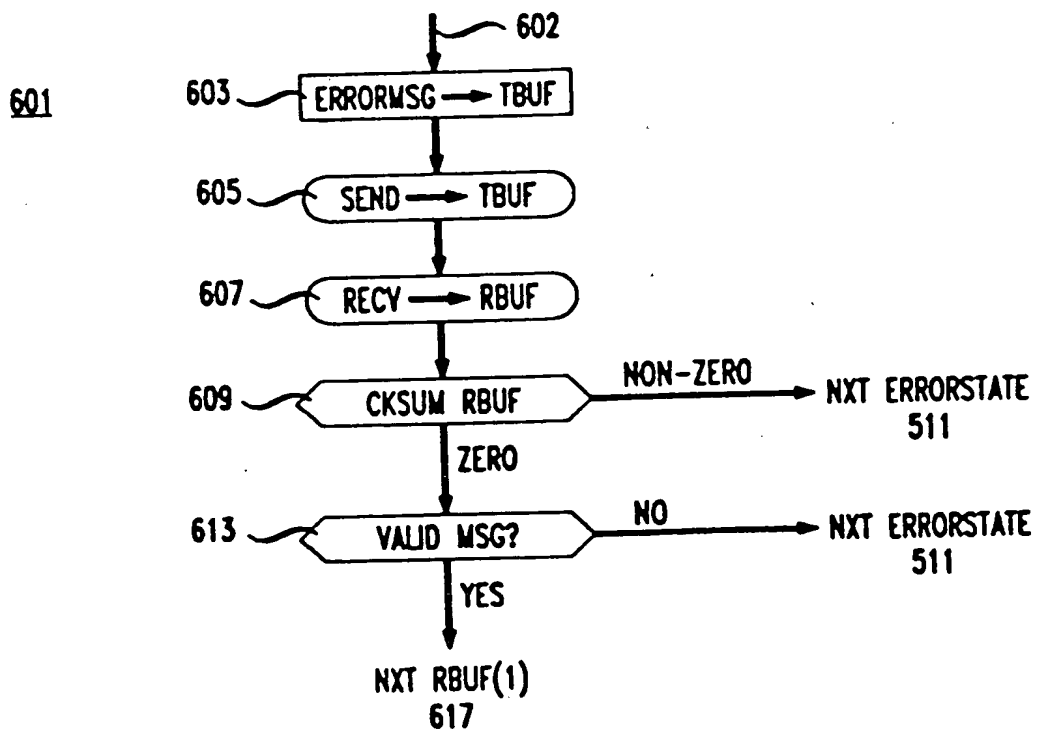 602
601
603 ERRORMSG → TBUF
605 SEND → TBUF
607 RECV → RBUF
609 CKSUM RBUF
NON-ZERO
NXT ERRORSTATE
511
ZERO
613 VALID MSG?
NO
NXT ERRORSTATE
511
YES
NXT RBUF(1)
617